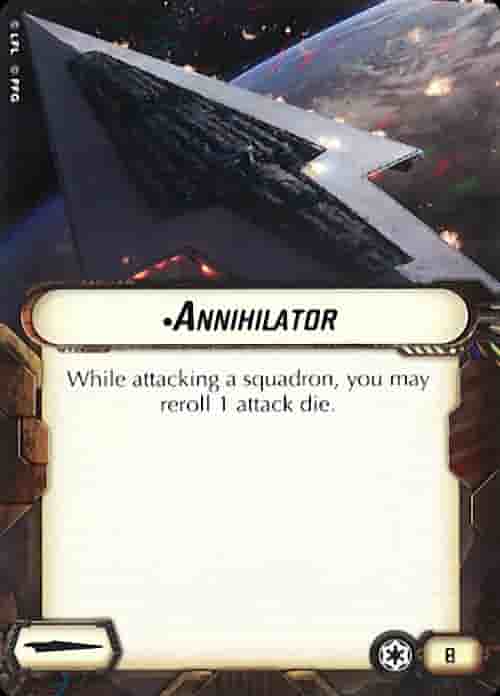 © LFL © FFG
•ANNIHILATOR
While attacking a squadron, you may
reroll 1 attack die.
8